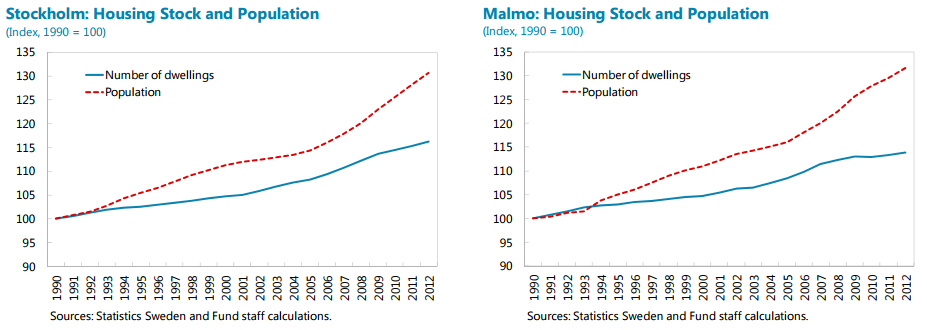 Stockholm: Housing Stock and Population
(Index, 1990 = 100)
135
130
125
120
115
110
105
100
95
90
Number of dwellings
Population
1990 1991 1992 1993 1994 1995 1996 1997 1998 1999 2000 2001 2002 2003 2004 2005 2006 2007 2008 2009 2010 2011 2012
Sources: Statistics Sweden and Fund staff calculations.
Malmo: Housing Stock and Population
(Index, 1990 = 100)
135
130
125
120
115
110
105
100
95
90
Number of dwellings
Population
1990 1991 1992 1993 1994 1995 1996 1997 1998 1999 2000 2001 2002 2003 2004 2005 2006 2007 2008 2009 2010 2011 2012
Sources: Statistics Sweden and Fund staff calculations.